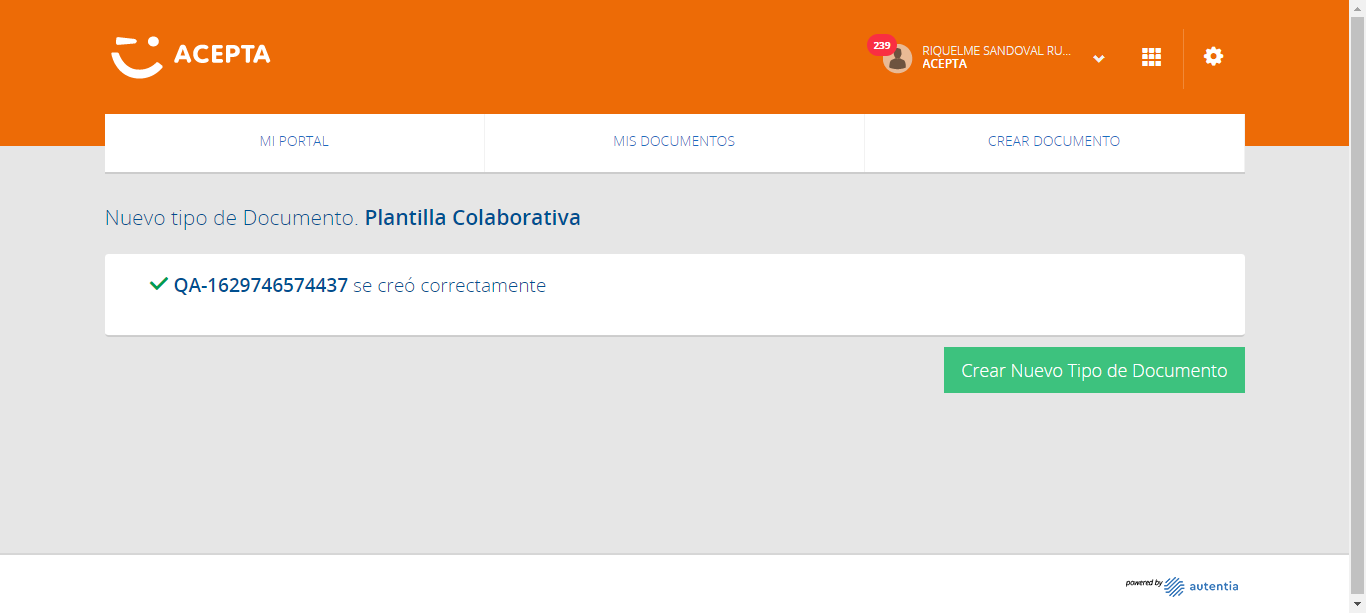 ACEPTA
239
RIQUELME SANDOVAL RU...
ACEPTA
MI PORTAL
MIS DOCUMENTOS
CREAR DOCUMENTO
Nuevo tipo de Documento. Plantilla Colaborativa
QA-1629746574437 se creó correctamente
Crear Nuevo Tipo de Documento
powered by autentia